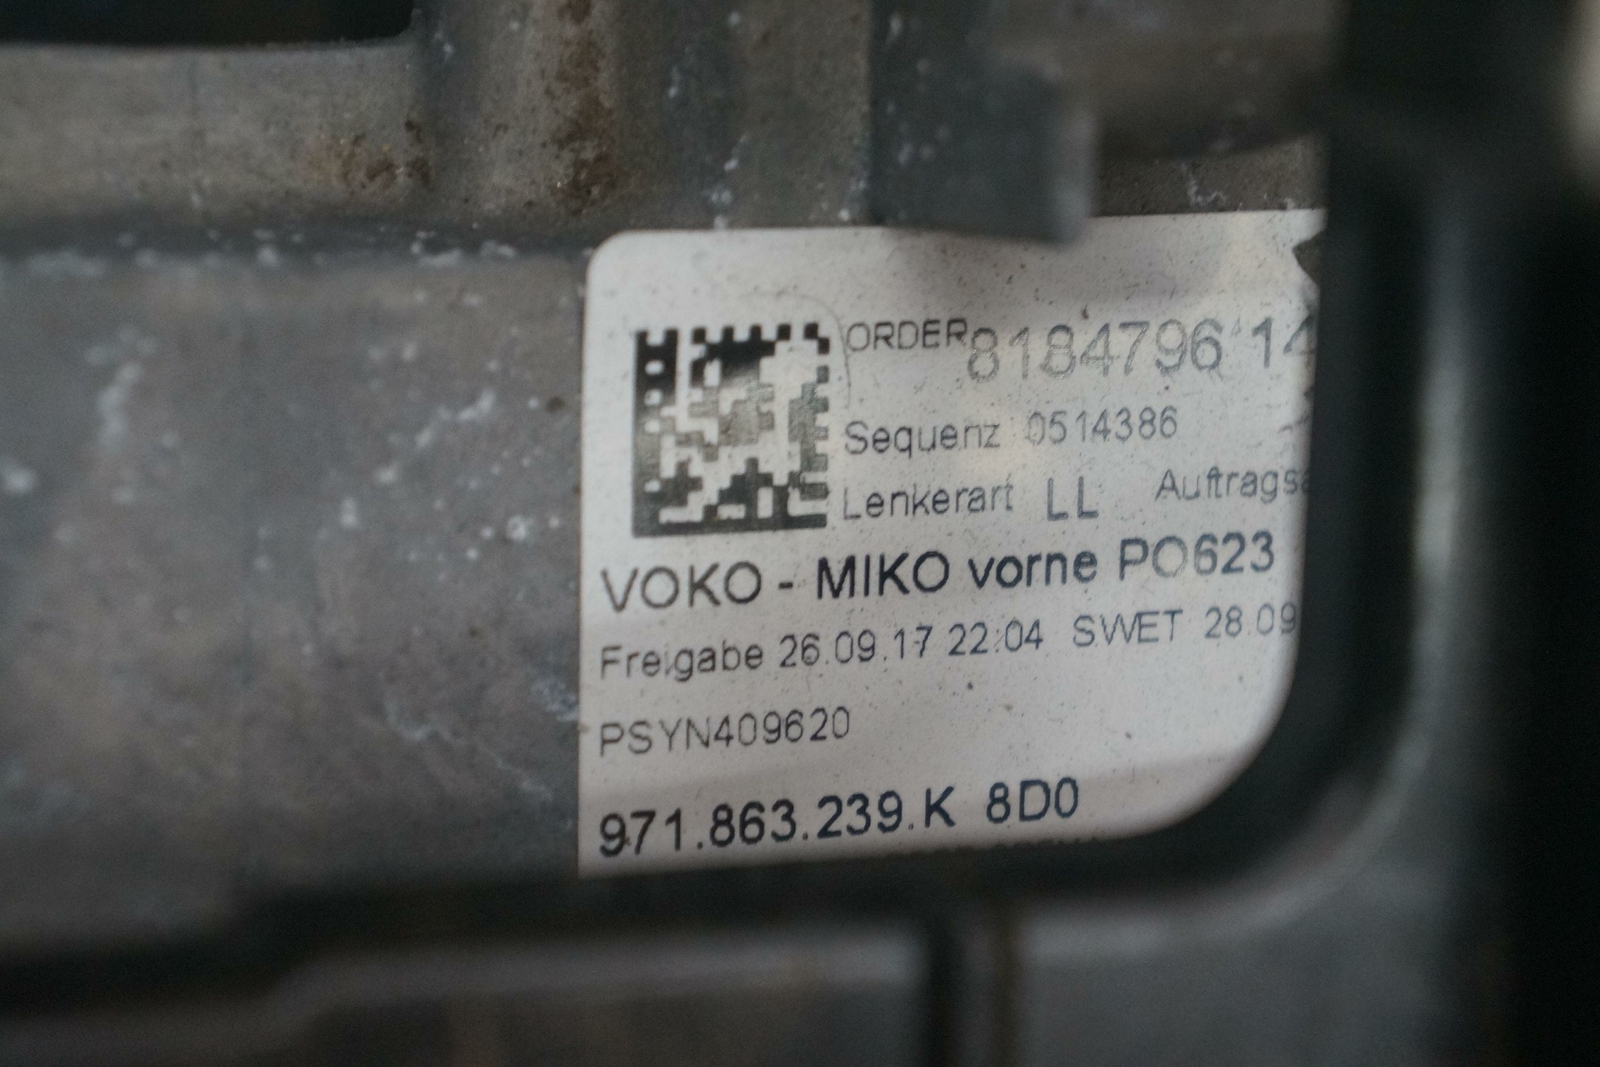 ORDER 8184796 14
Sequenz 0514386
Lenkerart LL Auftrags
VOKO - MIKO vorne PO623
Freigabe 26.09.17 22:04 SWET 28.09
PSYN409620
971.863.239.K 8D0